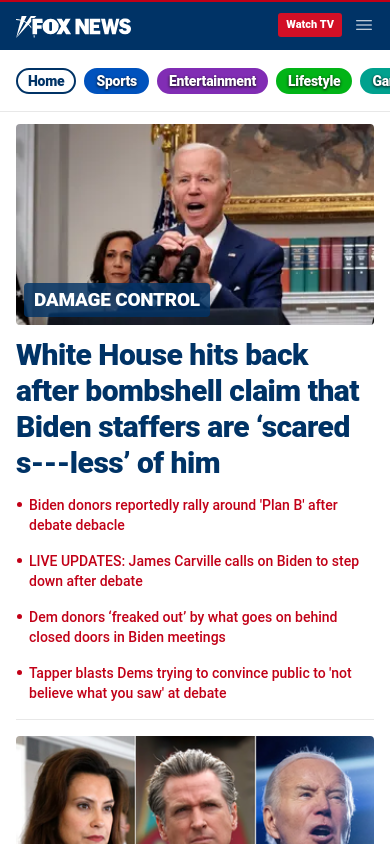 FOX NEWS
Watch TV
Home
Sports
Entertainment
Lifestyle
Ga
DAMAGE CONTROL
White House hits back
after bombshell claim that
Biden staffers are ‘scared
s---less’ of him
• Biden donors reportedly rally around 'Plan B' after
debate debacle
• LIVE UPDATES: James Carville calls on Biden to step
down after debate
• Dem donors ‘freaked out’ by what goes on behind
closed doors in Biden meetings
• Tapper blasts Dems trying to convince public to 'not
believe what you saw' at debate